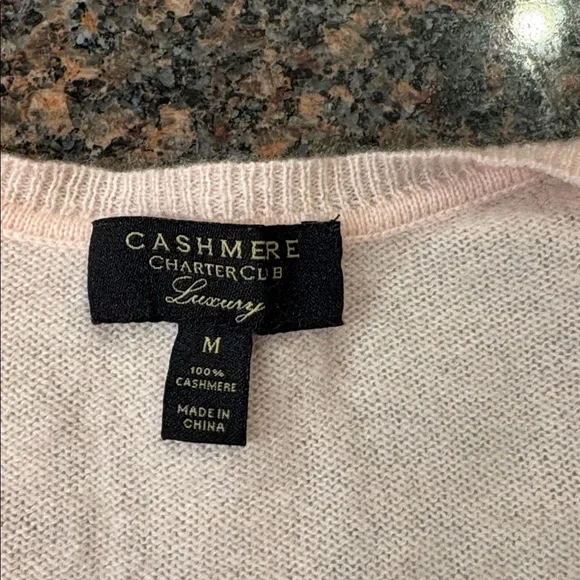 CASHMERE
CHARTER CLUB
Luxury
M
100%
CASHMERE
MADE IN
CHINA